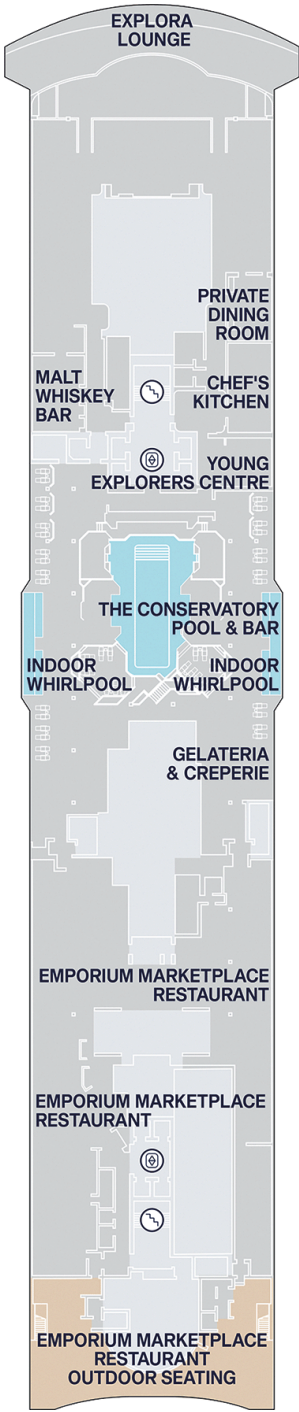 EXPLORA
LOUNGE
PRIVATE
DINING
ROOM
MALT
WHISKEY
BAR
CHEF'S
KITCHEN
YOUNG
EXPLORERS CENTRE
THE CONSERVATORY
POOL & BAR
INDOOR
WHIRLPOOL
INDOOR
WHIRLPOOL
GELATERIA
& CREPERIE
EMPORIUM MARKETPLACE
RESTAURANT
EMPORIUM MARKETPLACE
RESTAURANT
EMPORIUM MARKETPLACE
RESTAURANT
OUTDOOR SEATING